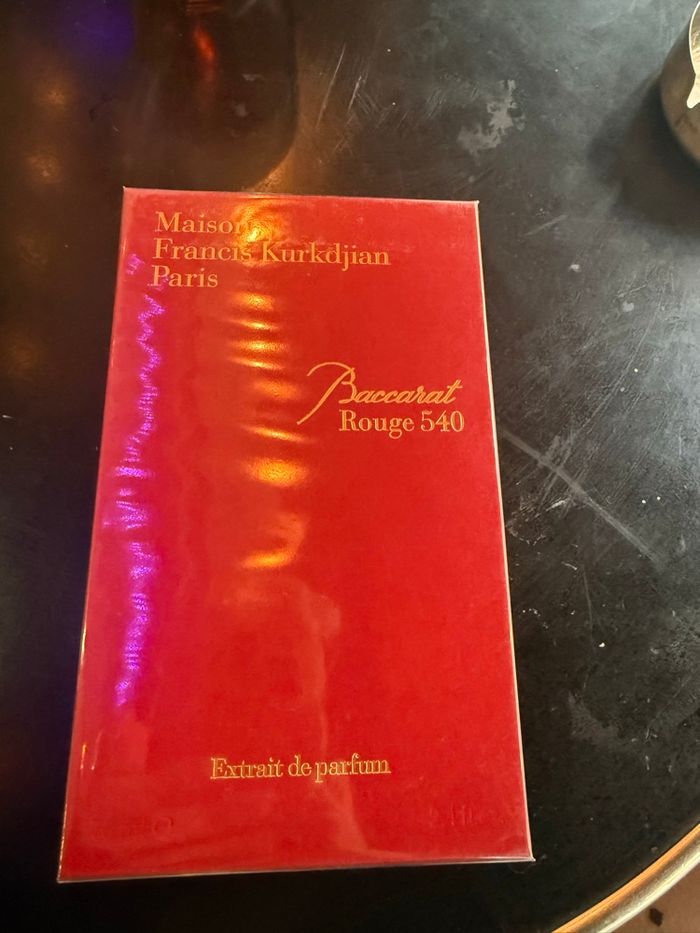 Maison
Francis Kurkdjian
Paris
Baccarat
Rouge 540
Extrait de parfum